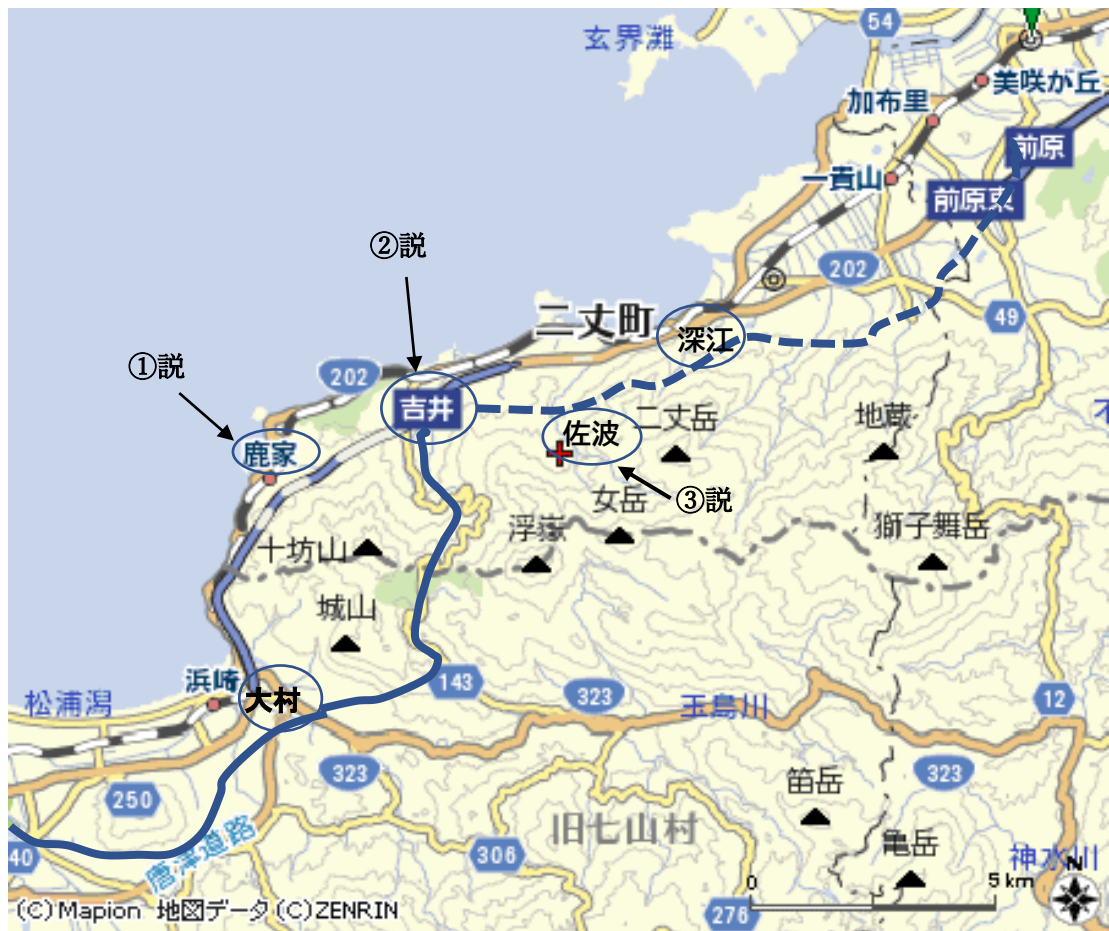 玄界灘
54
美咲が丘
加布里
前原
一貴山
前原東
②説
202
二丈町
深江
49
①説
202
吉井
鹿家
佐波
二丈岳
地蔵
③説
女岳
浮嶽
獅子舞岳
十坊山
城山
浜崎
大村
松浦潟
143
323
玉島川
12
323
323
250
笛岳
旧七山村
唐津道路
306
亀岳
40
神水川
N
0
5 km
276
(C)Mapion 地図データ(C)ZENRIN